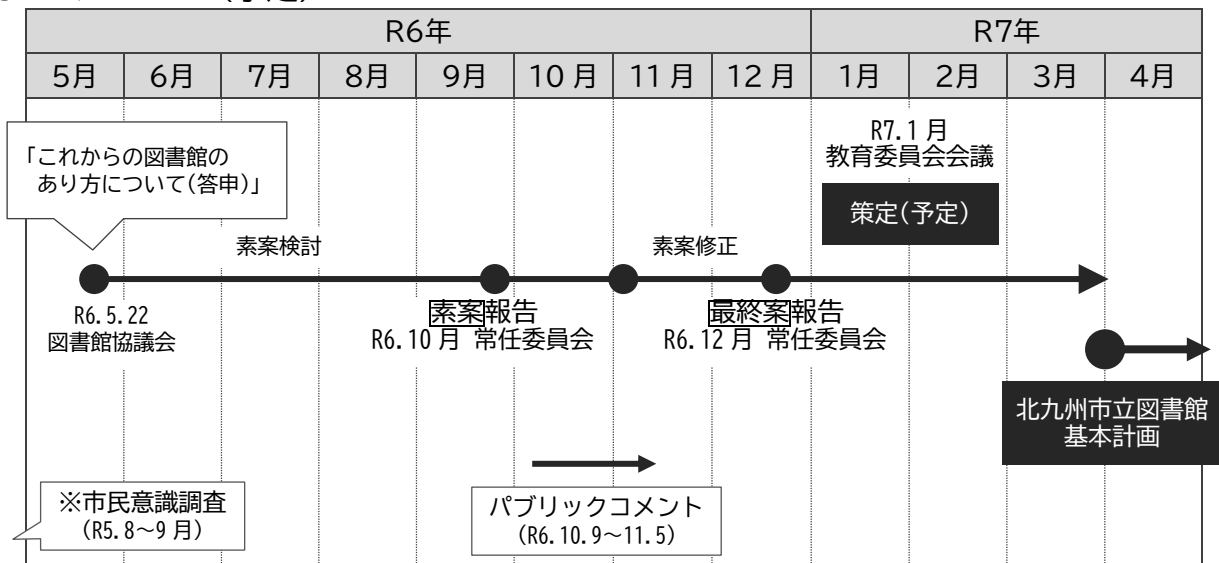 R6年 R7年
5月 6月 7月 8月 9月 10月 11月 12月 1月 2月 3月 4月
「これからの図書館の
あり方について(答申)」
R7.1月
教育委員会会議
策定(予定)
素案検討
素案修正
R6.5.22
図書館協議会
素案報告
R6.10月 常任委員会
最終案報告
R6.12月 常任委員会
北九州市立図書館
基本計画
※市民意識調査
(R5.8～9月)
パブリックコメント
(R6.10.9～11.5)